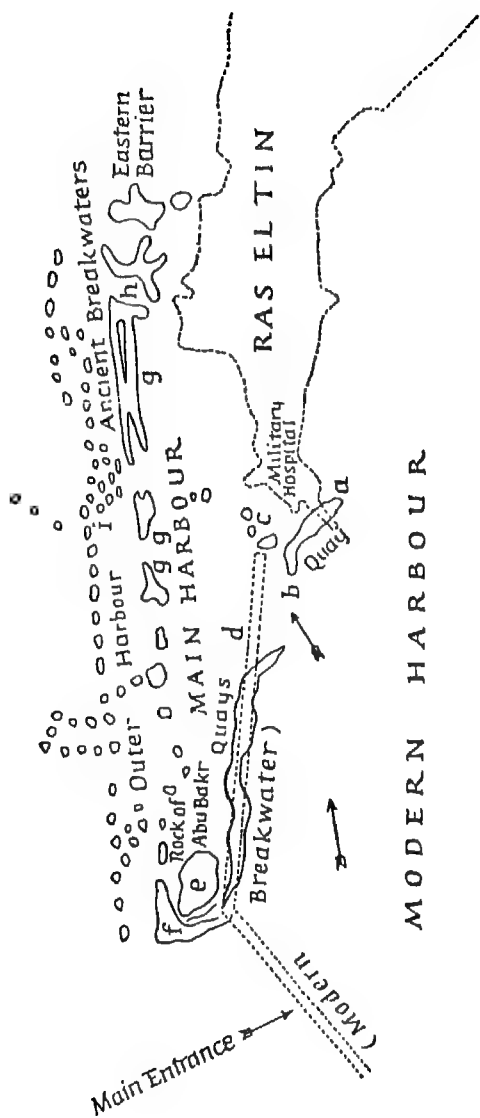 Ancient Breakwaters
Eastern
Barrier
h
g
i
Outer Harbour
g g
MAIN HARBOUR
Rock of
Abu Bakr
e
f
Quays
d
c
Military
Hospital
RAS EL TIN
a
Quay
b
(Modern Breakwater)
Main Entrance
MODERN HARBOUR